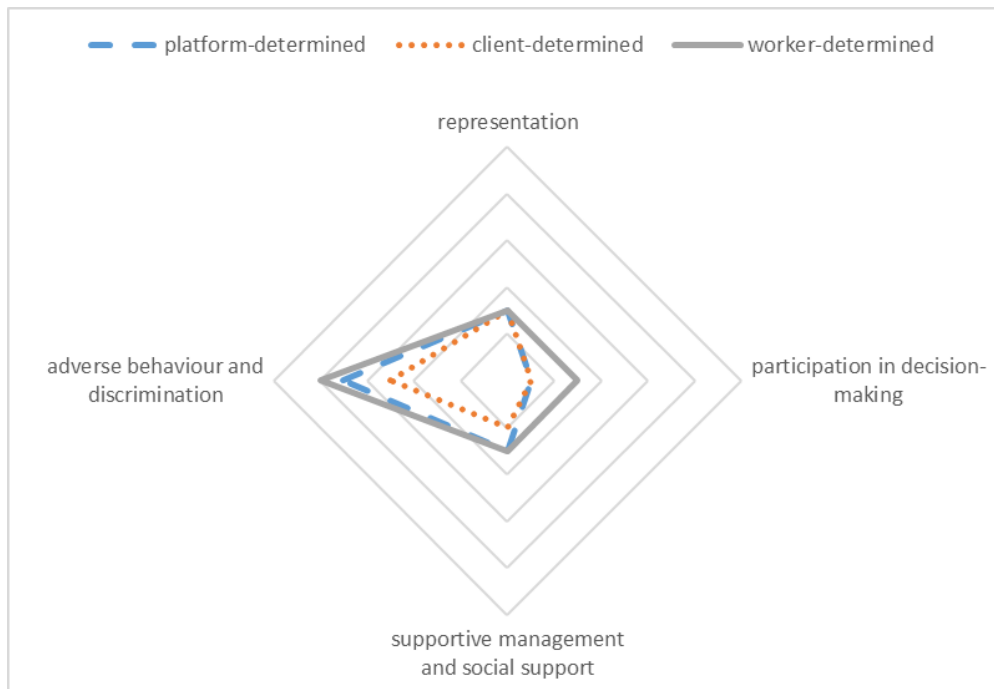 platform-determined client-determined worker-determined
representation
adverse behaviour and
discrimination
participation in decision-
making
supportive management
and social support